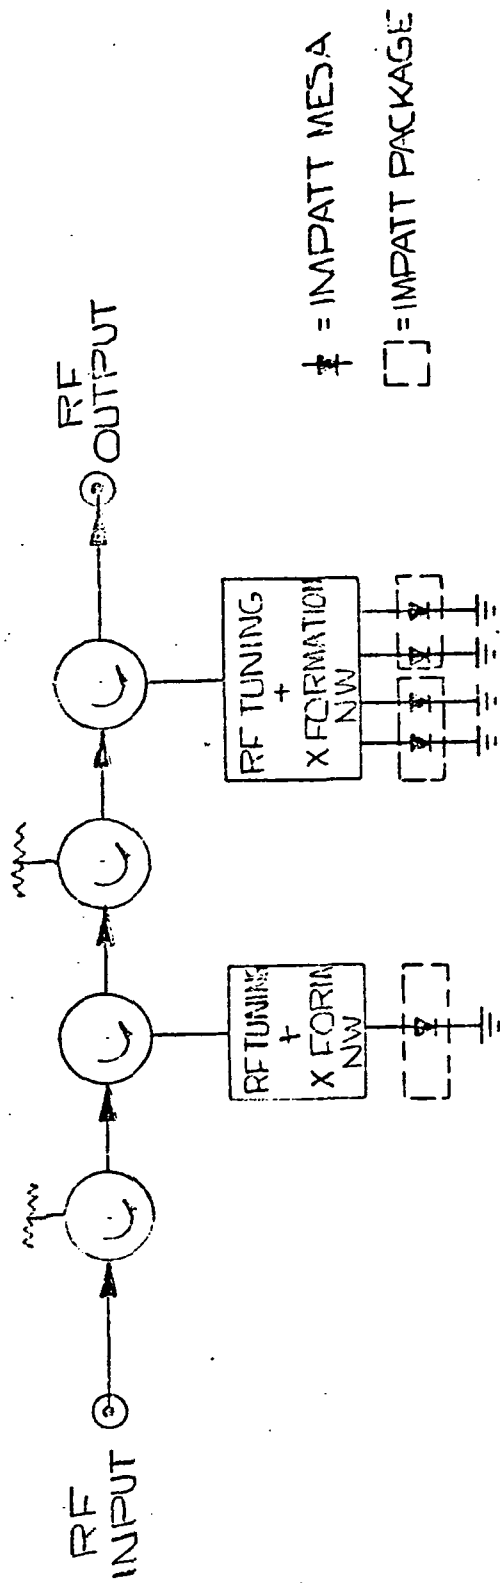 RF
INPUT
RF TUNING
+
X FORM
NW
RF TUNING
+
X FORMATION
NW
RF
OUTPUT
= IMPATT MESA
= IMPATT PACKAGE